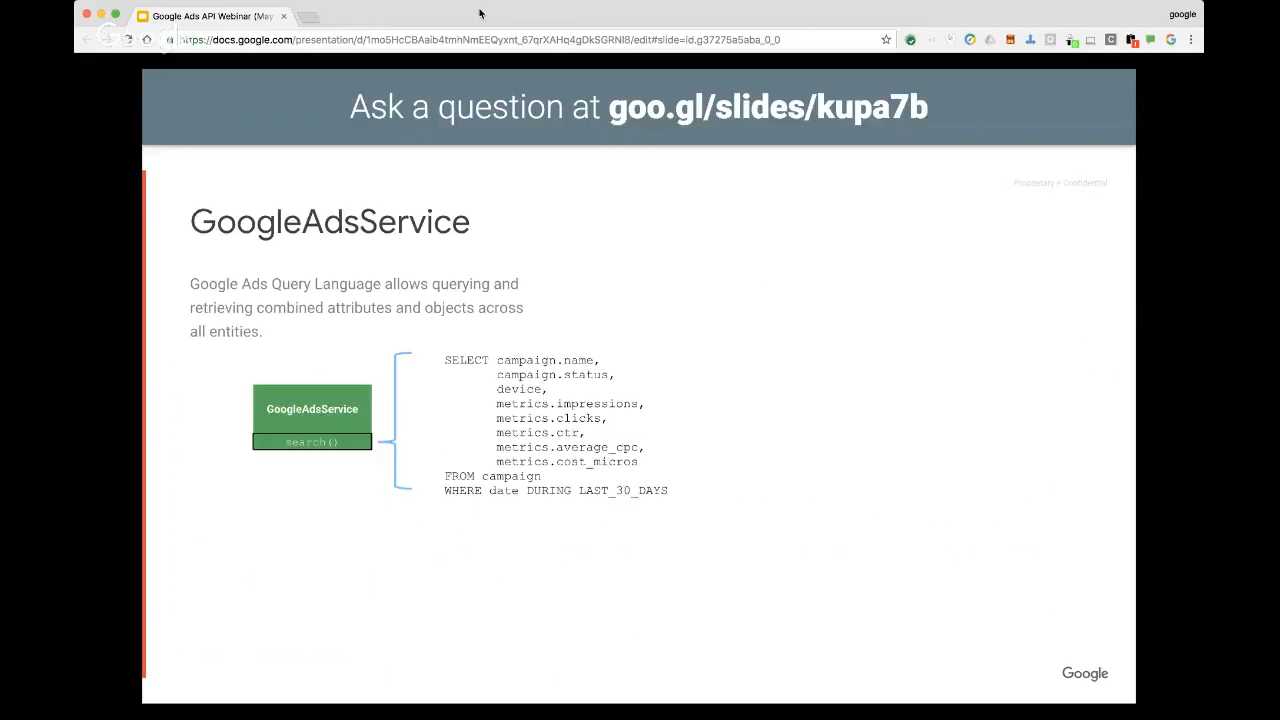 Google Ads API Webinar (May
google
https://docs.google.com/presentation/d/1mo5HcCBAaib4tmhNmEEQyxnt_67qrXAHq4gDkSGRNI8/edit#slide=id.g37275a5aba_0_0
Ask a question at goo.gl/slides/kupa7b
Proprietary + Confidential
GoogleAdsService
Google Ads Query Language allows querying and
retrieving combined attributes and objects across
all entities.
GoogleAdsService
search()
SELECT campaign.name,
campaign.status,
device,
metrics.impressions,
metrics.clicks,
metrics.ctr,
metrics.average_cpc,
metrics.cost_micros
FROM campaign
WHERE date DURING LAST_30_DAYS
Google